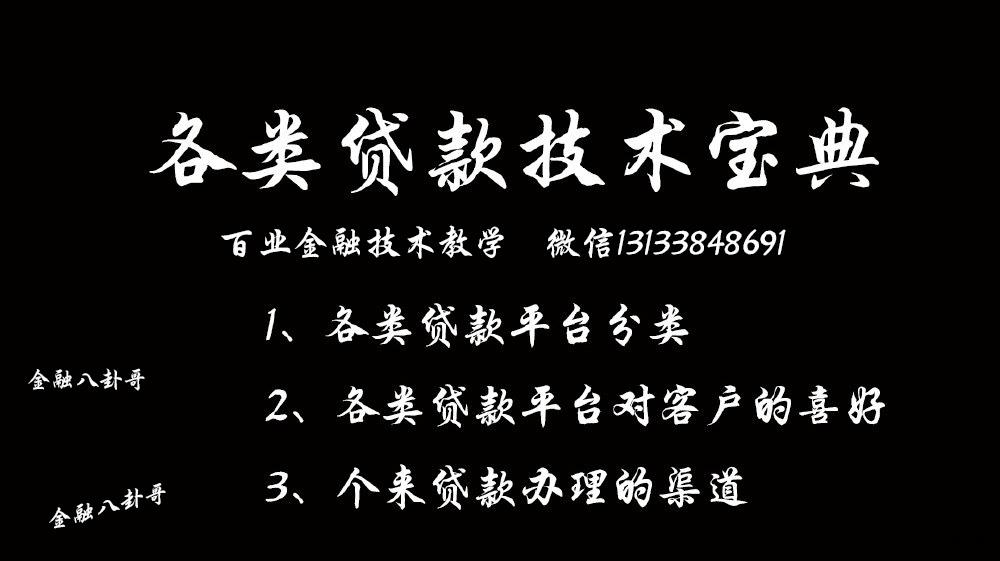 各类贷款技术宝典
百业金融技术教学 微信13133848691
1、各类贷款平台分类
金融八卦哥
2、各类贷款平台对客户的喜好
3、个来贷款办理的渠道
金融八卦哥